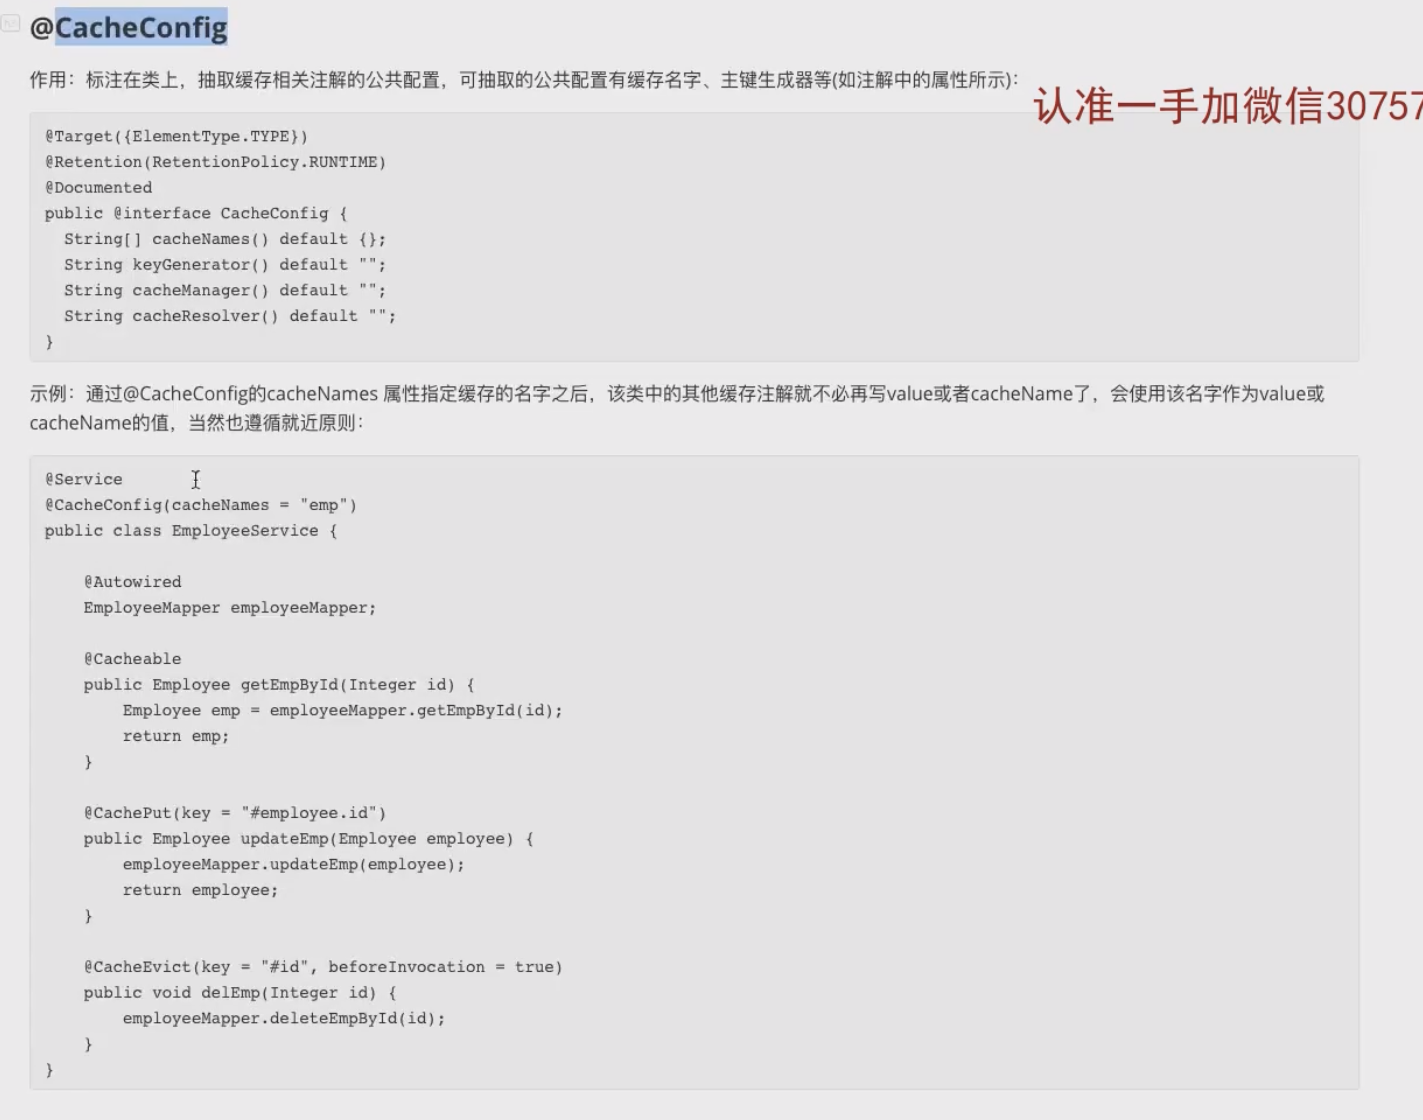 @CacheConfig
作用：标注在类上，抽取缓存相关注解的公共配置，可抽取的公共配置有缓存名字、主键生成器等(如注解中的属性所示)：
认准一手加微信30757
@Target({ElementType.TYPE})
@Retention(RetentionPolicy.RUNTIME)
@Documented
public @interface CacheConfig {
  String[] cacheNames() default {};
  String keyGenerator() default "";
  String cacheManager() default "";
  String cacheResolver() default "";
}
示例：通过@CacheConfig的cacheNames 属性指定缓存的名字之后，该类中的其他缓存注解就不必再写value或者cacheName了，会使用该名字作为value或
cacheName的值，当然也遵循就近原则：
@Service
@CacheConfig(cacheNames = "emp")
public class EmployeeService {
    @Autowired
    EmployeeMapper employeeMapper;
    @Cacheable
    public Employee getEmpById(Integer id) {
        Employee emp = employeeMapper.getEmpById(id);
        return emp;
    }
    @CachePut(key = "#employee.id")
    public Employee updateEmp(Employee employee) {
        employeeMapper.updateEmp(employee);
        return employee;
    }
    @CacheEvict(key = "#id", beforeInvocation = true)
    public void delEmp(Integer id) {
        employeeMapper.deleteEmpById(id);
    }
}